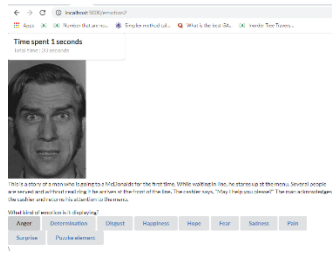 localhost:5000/emotion2
Apps
Time spent 1 seconds
Total time: 10 seconds
This is a story of a man who is going to a McDonalds for the first time. While waiting in line, he stares up at the menu. Several people
are served and without realizing it he arrives at the front of the line. The cashier says, "May I help you please?" The man acknowledges
the cashier and returns his attention to the menu.
What kind of emotion is it displaying?
Anger Determination Disgust Happiness Hope Fear Sadness Pain
Surprise Puzzlement